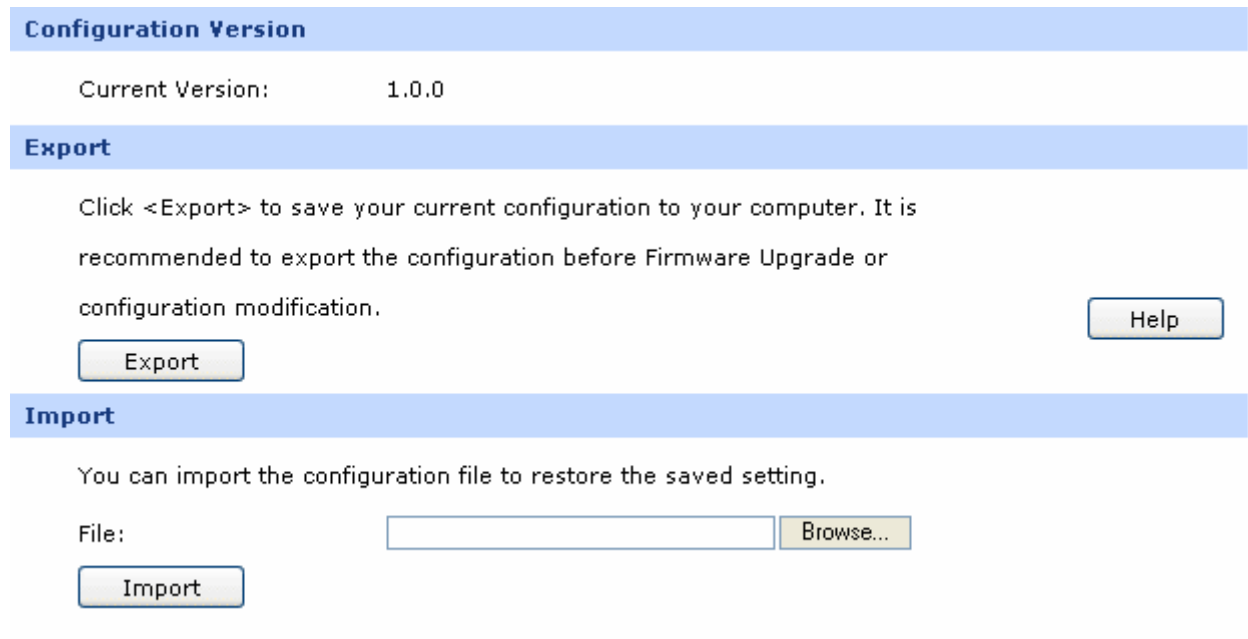 Configuration Version
Current Version: 1.0.0
Export
Click <Export> to save your current configuration to your computer. It is
recommended to export the configuration before Firmware Upgrade or
configuration modification.
Help
Export
Import
You can import the configuration file to restore the saved setting.
File: Browse...
Import